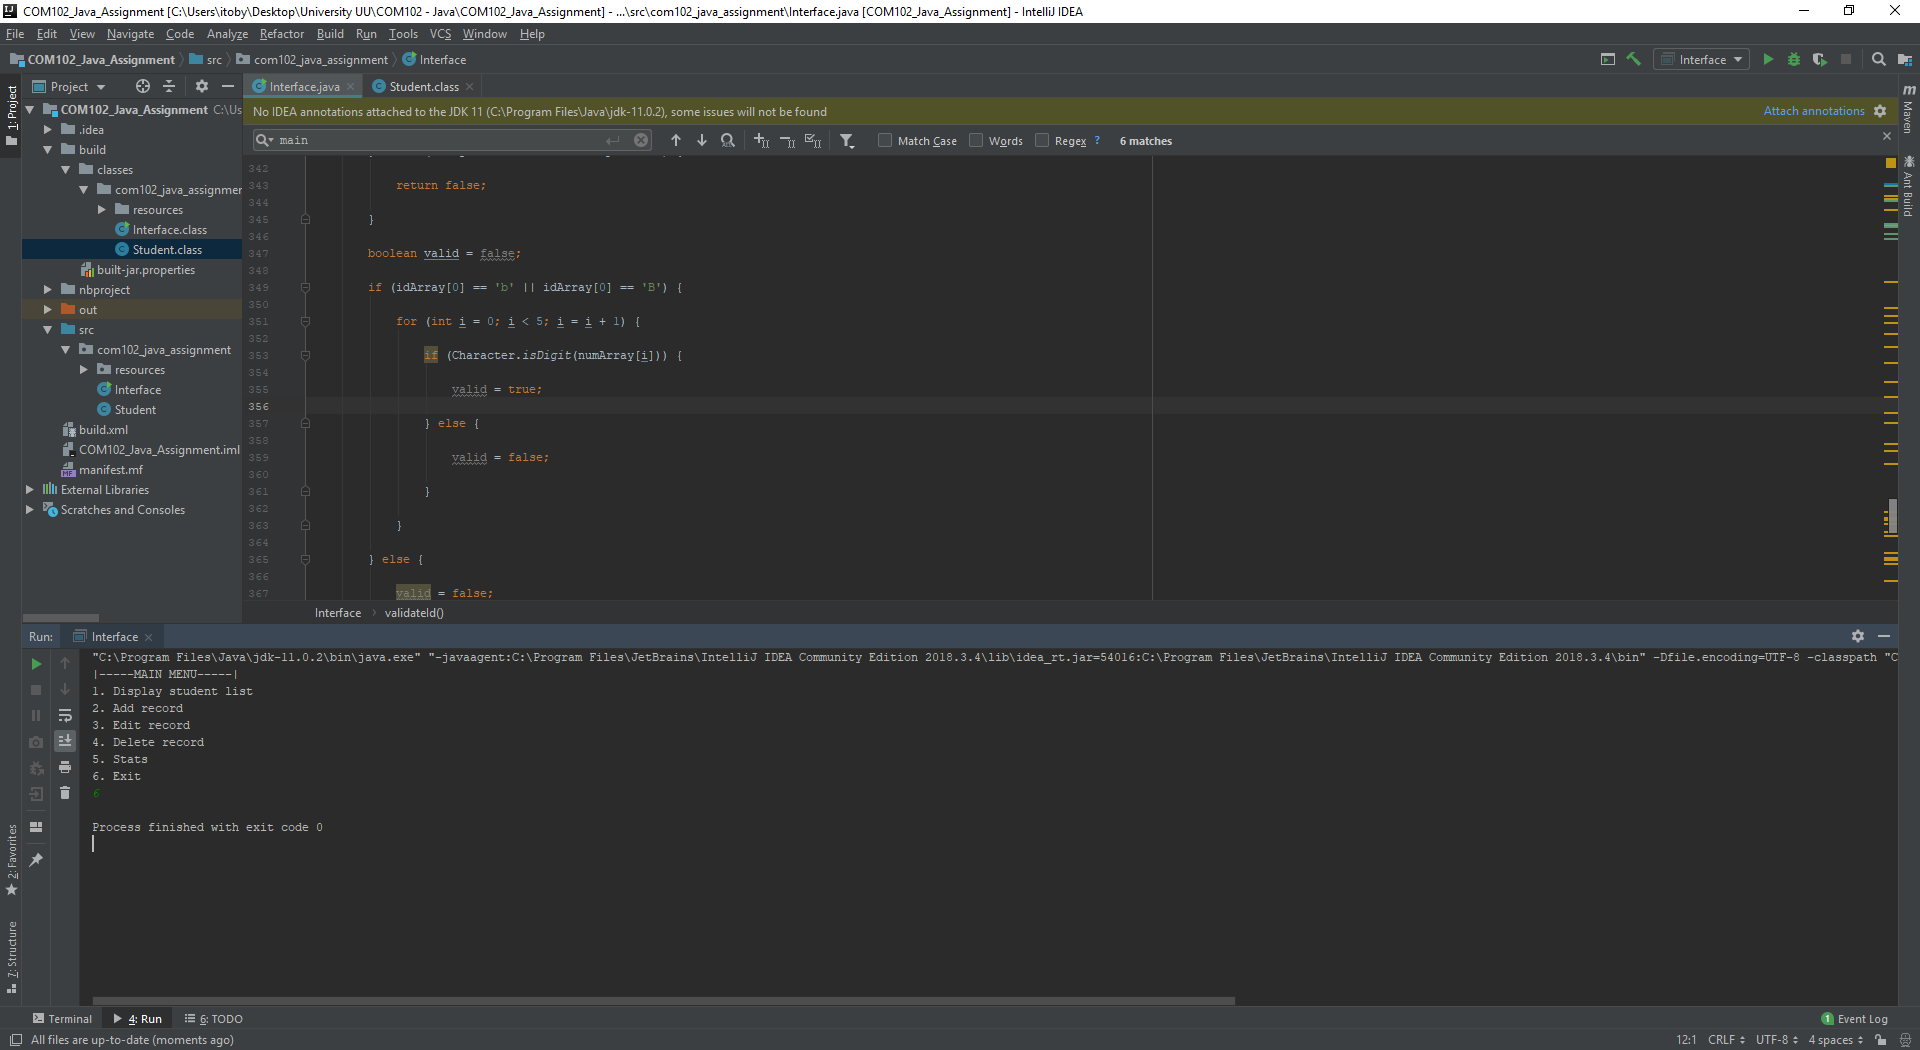 COM102_Java_Assignment [C:\Users\itoby\Desktop\University UU\COM102 - Java\COM102_Java_Assignment] - ...\src\com102_java_assignment\Interface.java [COM102_Java_Assignment] - IntelliJ IDEA
File Edit View Navigate Code Analyze Refactor Build Run Tools VCS Window Help
COM102_Java_Assignment src com102_java_assignment Interface
Interface
1: Project
Project
COM102_Java_Assignment C:\Us
.idea
build
classes
com102_java_assignmer
resources
Interface.class
Student.class
built-jar.properties
nbproject
out
src
com102_java_assignment
resources
Interface
Student
build.xml
COM102_Java_Assignment.iml
manifest.mf
External Libraries
Scratches and Consoles
Interface.java Student.class
No IDEA annotations attached to the JDK 11 (C:\Program Files\Java\jdk-11.0.2), some issues will not be found
Attach annotations
main Match Case Words Regex ? 6 matches
342
343 return false;
344
345 }
346
347 boolean valid = false;
348
349 if (idArray[0] == 'b' || idArray[0] == 'B') {
350
351 for (int i = 0; i < 5; i = i + 1) {
352
353 if (Character.isDigit(numArray[i])) {
354
355 valid = true;
356
357 } else {
358
359 valid = false;
360
361 }
362
363 }
364
365 } else {
366
367 valid = false;
Interface validateId()
Maven
Ant Build
Run: Interface
"C:\Program Files\Java\jdk-11.0.2\bin\java.exe" "-javaagent:C:\Program Files\JetBrains\IntelliJ IDEA Community Edition 2018.3.4\lib\idea_rt.jar=54016:C:\Program Files\JetBrains\IntelliJ IDEA Community Edition 2018.3.4\bin" -Dfile.encoding=UTF-8 -classpath "C
|-----MAIN MENU-----|
1. Display student list
2. Add record
3. Edit record
4. Delete record
5. Stats
6. Exit
6
Process finished with exit code 0
2: Favorites
7: Structure
Terminal 4: Run 6: TODO
1 Event Log
All files are up-to-date (moments ago)
12:1 CRLF UTF-8 4 spaces